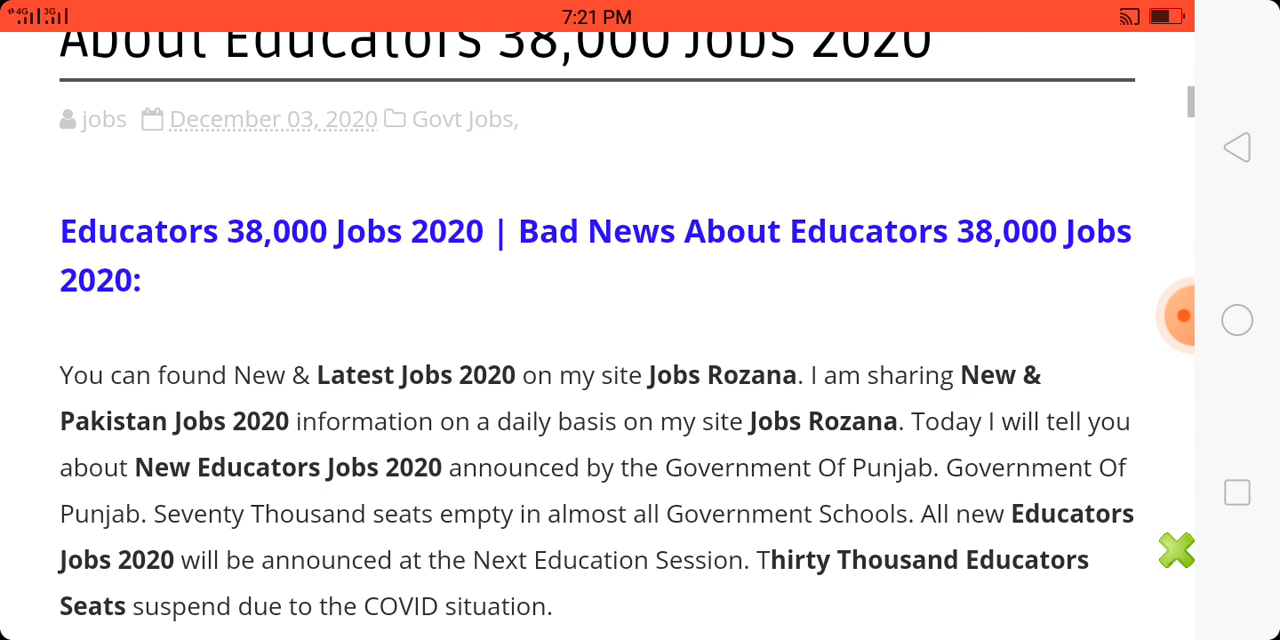 4G 3G 7:21 PM
About Educators 38,000 Jobs 2020
jobs December 03, 2020 Govt Jobs,
Educators 38,000 Jobs 2020 | Bad News About Educators 38,000 Jobs
2020:
You can found New & Latest Jobs 2020 on my site Jobs Rozana. I am sharing New &
Pakistan Jobs 2020 information on a daily basis on my site Jobs Rozana. Today I will tell you
about New Educators Jobs 2020 announced by the Government Of Punjab. Government Of
Punjab. Seventy Thousand seats empty in almost all Government Schools. All new Educators
Jobs 2020 will be announced at the Next Education Session. Thirty Thousand Educators
Seats suspend due to the COVID situation.